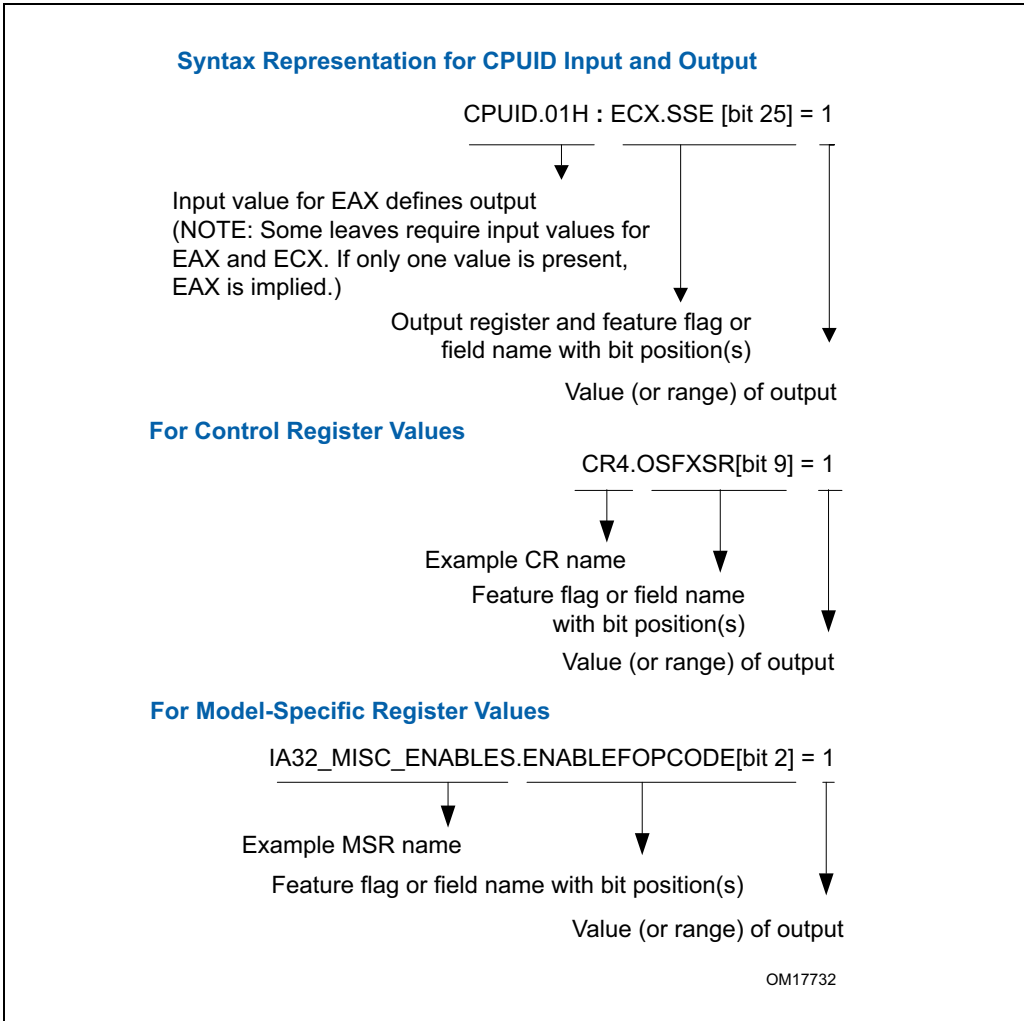 Syntax Representation for CPUID Input and Output
CPUID.01H : ECX.SSE [bit 25] = 1
Input value for EAX defines output
(NOTE: Some leaves require input values for
EAX and ECX. If only one value is present,
EAX is implied.)
Output register and feature flag or
field name with bit position(s)
Value (or range) of output
For Control Register Values
CR4.OSFXSR[bit 9] = 1
Example CR name
Feature flag or field name
with bit position(s)
Value (or range) of output
For Model-Specific Register Values
IA32_MISC_ENABLES.ENABLEFOPCODE[bit 2] = 1
Example MSR name
Feature flag or field name with bit position(s)
Value (or range) of output
OM17732